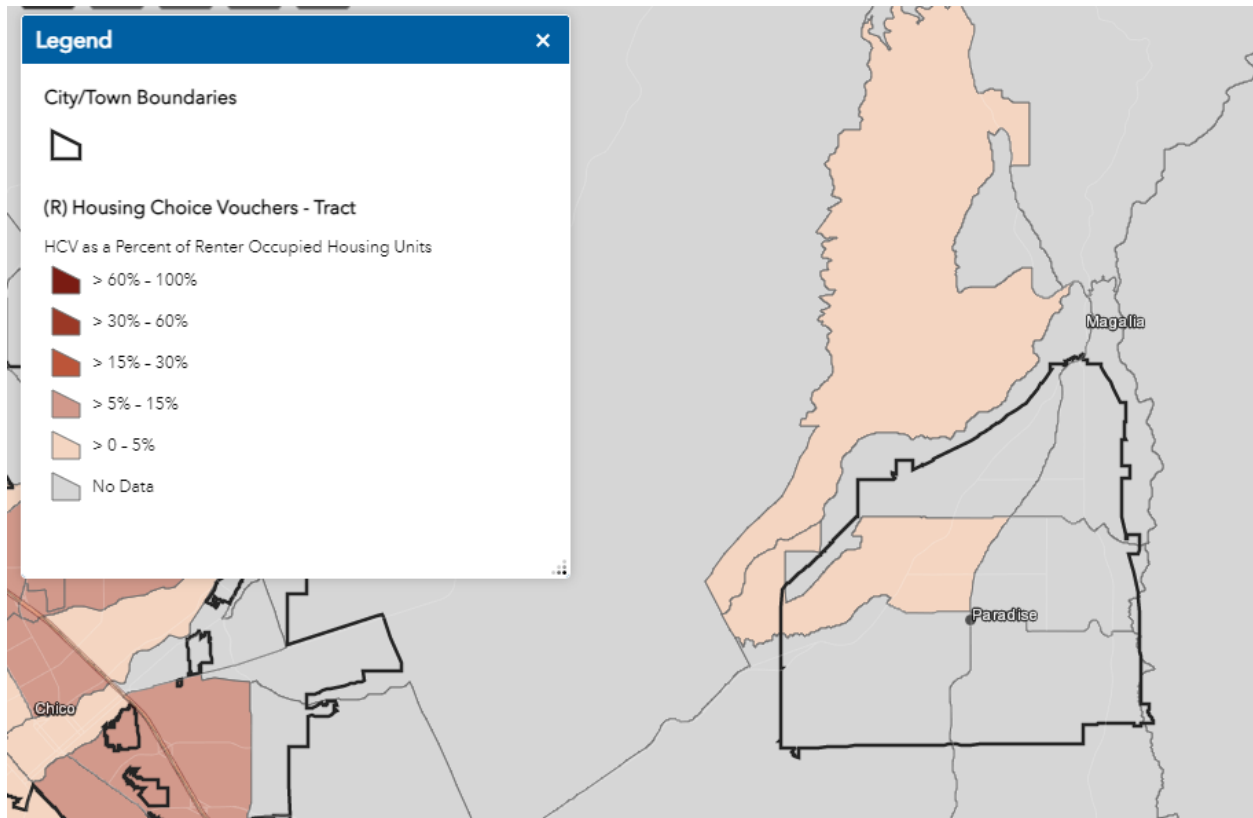 Legend
×
City/Town Boundaries
(R) Housing Choice Vouchers - Tract
HCV as a Percent of Renter Occupied Housing Units
> 60% - 100%
> 30% - 60%
> 15% - 30%
> 5% - 15%
> 0 - 5%
No Data
Magalia
Paradise
Chico